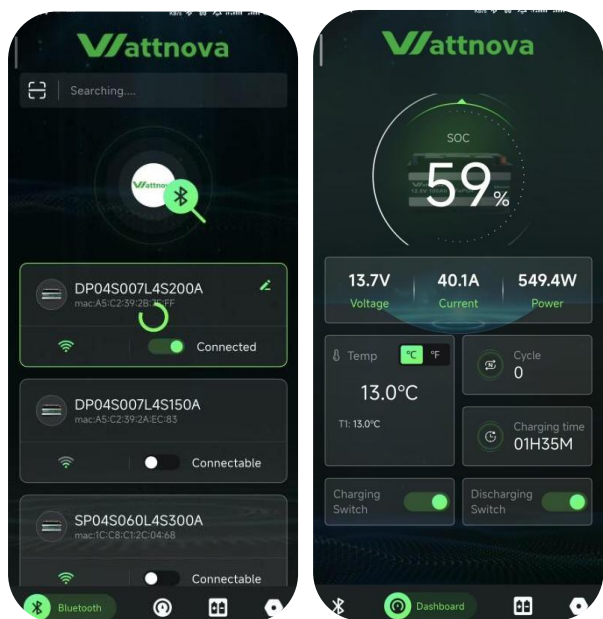 Wattnova
Searching....
Wattnova
DP04S007L4S200A
Connected
DP04S007L4S150A
mac:A5:C2:39:2A:EC:83
Connectable
SP04S060L4S300A
mac:1C:C8:C1:2C:04:68
Connectable
Bluetooth
Wattnova
SOC
59%
13.7V
40.1A
549.4W
Voltage
Current
Power
Temp
°C
°F
13.0°C
T1: 13.0°C
Cycle
0
Charging time
01H35M
Charging
Switch
Discharging
Switch
Dashboard